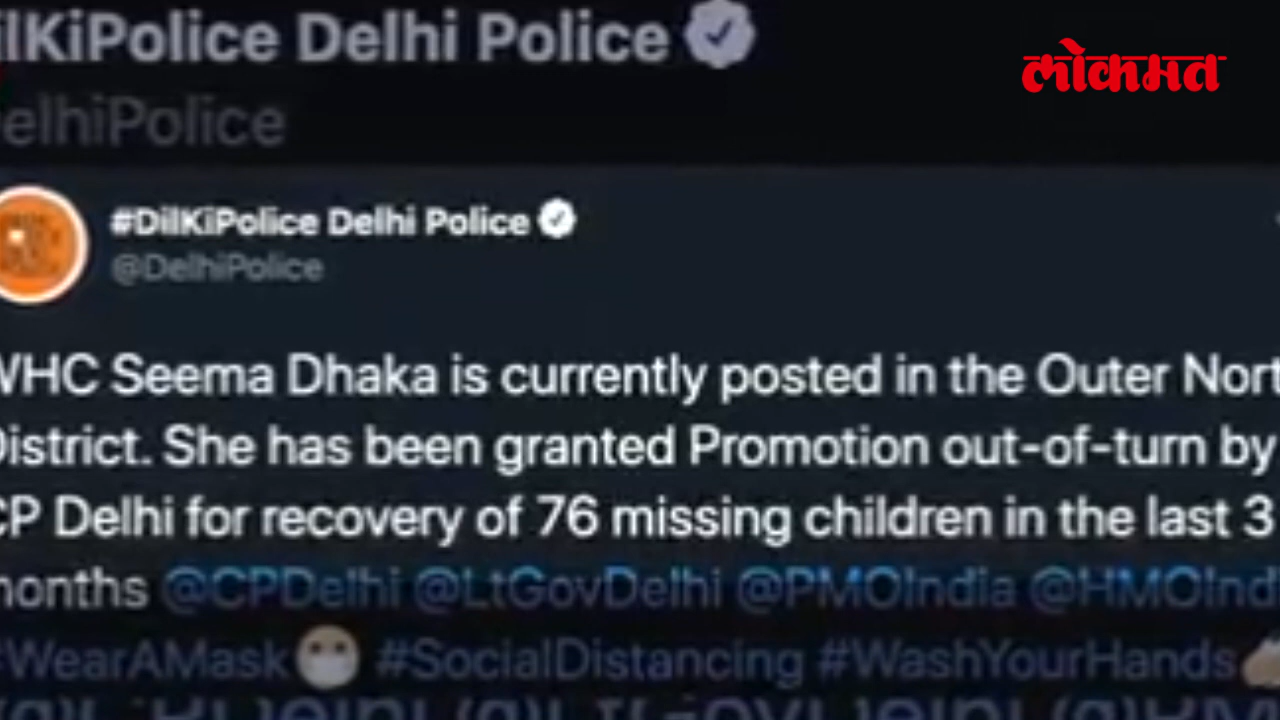 ilKiPolice Delhi Police
लोकमत
elhiPolice
#DilKiPolice Delhi Police
@DelhiPolice
WHC Seema Dhaka is currently posted in the Outer Nort
District. She has been granted Promotion out-of-turn by
CP Delhi for recovery of 76 missing children in the last 3
months @CPDelhi @LtGovDelhi @PMOIndia @HMOInd
#WearAMask😷 #SocialDistancing #WashYourHands